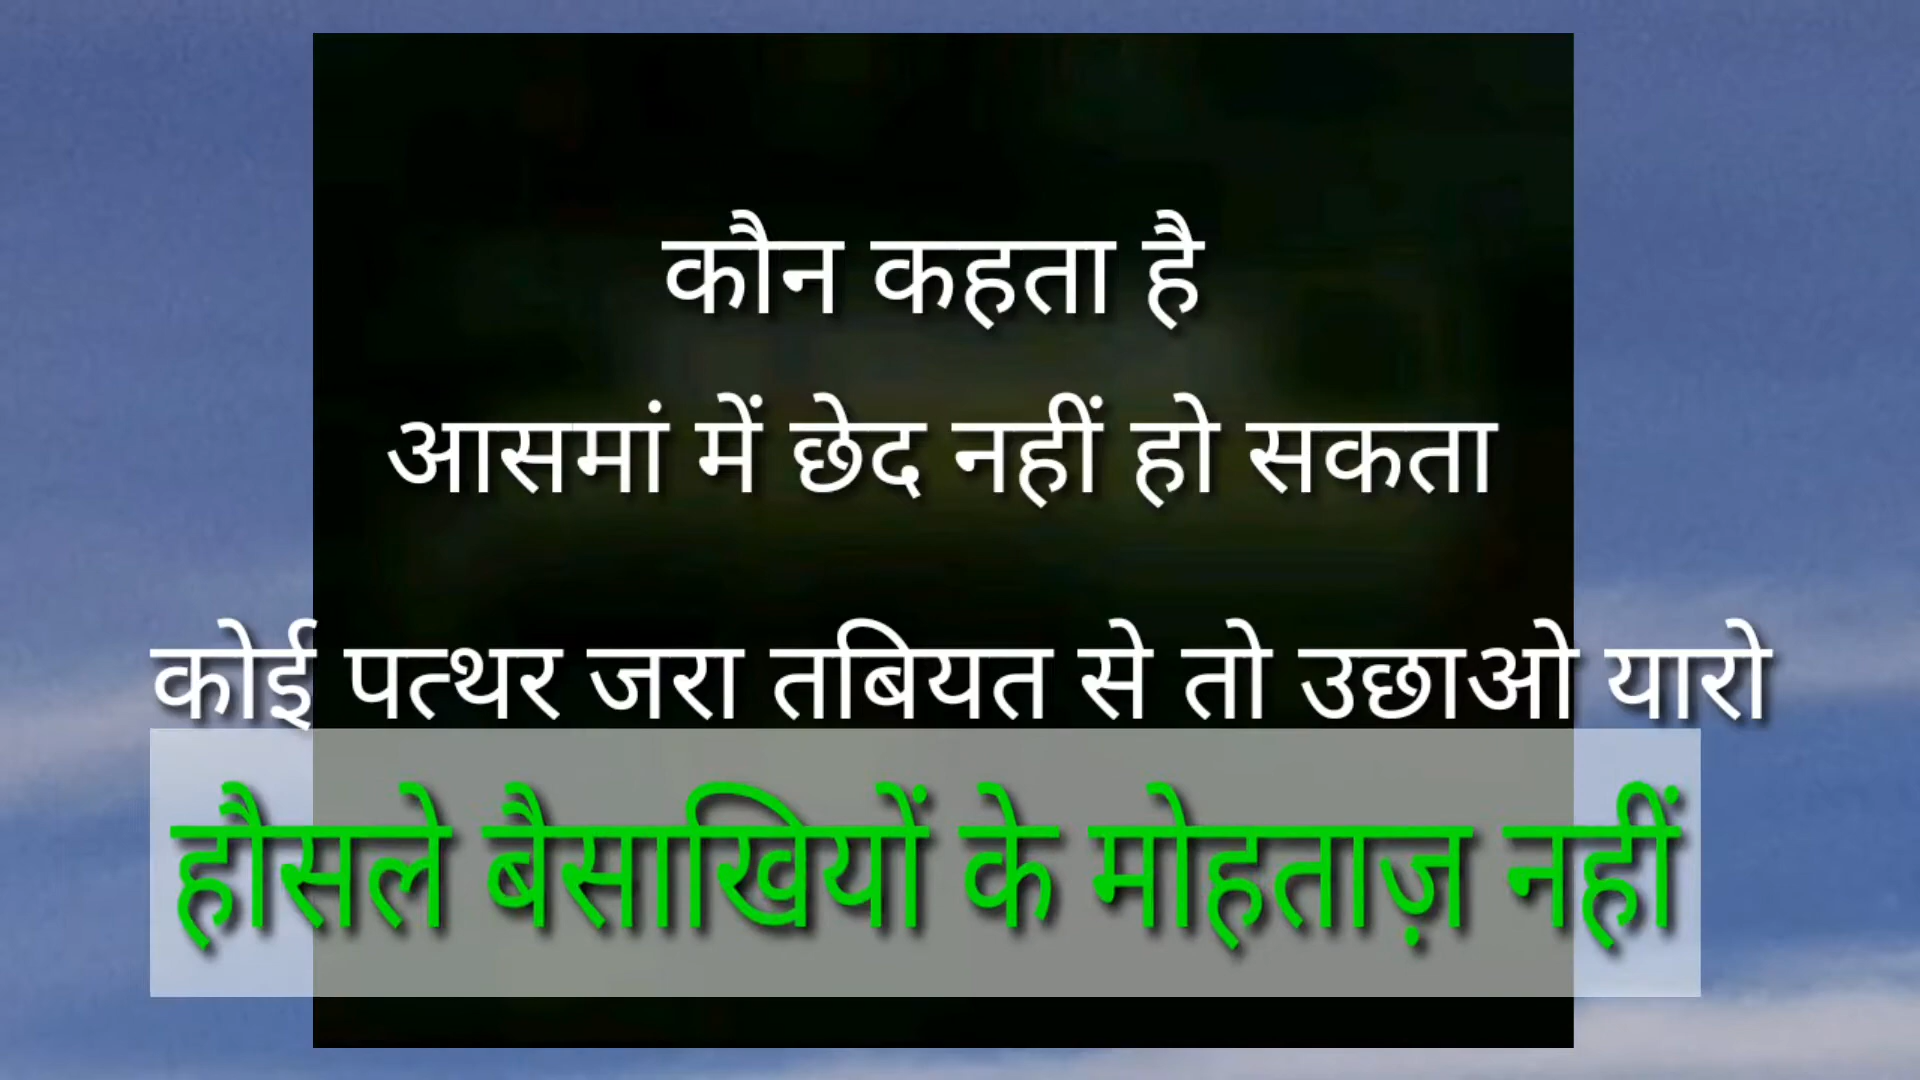 कौन कहता है
आसमां में छेद नहीं हो सकता
कोई पत्थर जरा तबियत से तो उछाओ यारो
हौसले बैसाखियों के मोहताज़ नहीं